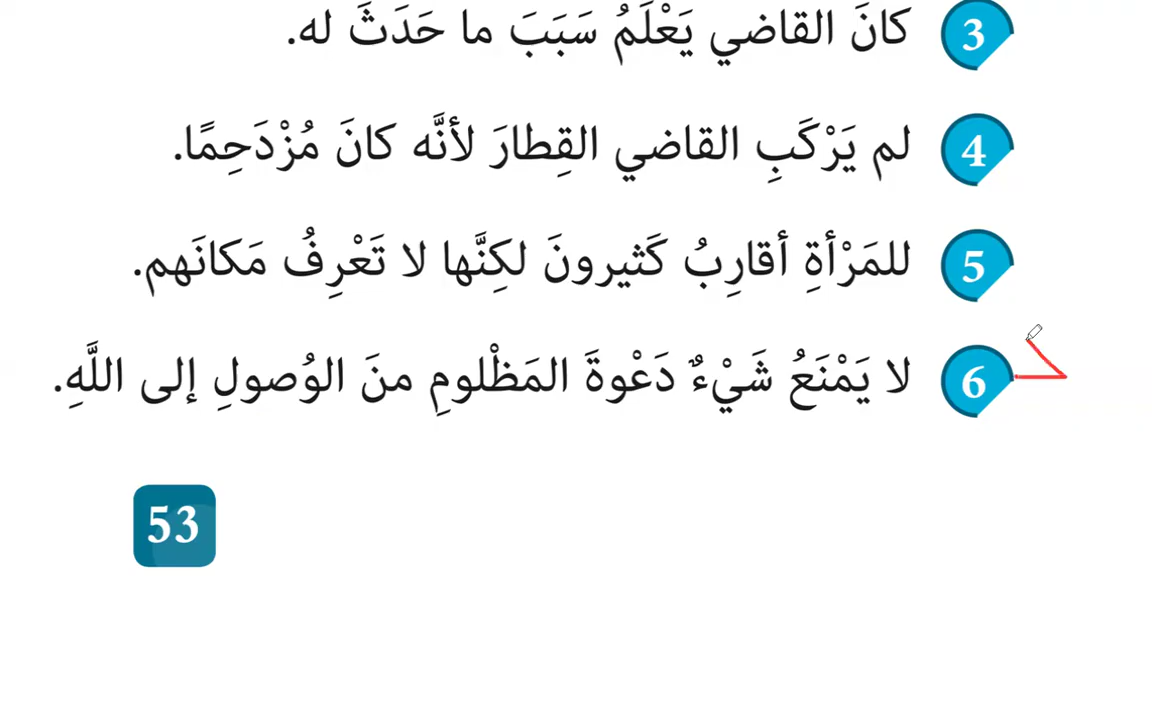 3 كانَ القاضي يَعْلَمُ سَبَبَ ما حَدَثَ له.
4 لم يَرْكَبِ القاضي القِطارَ لأنَّه كانَ مُزْدَحِمًا.
5 للمَرْأةِ أقارِبُ كَثيرونَ لكِنَّها لا تَعْرِفُ مَكانَهم.
6 لا يَمْنَعُ شَيْءٌ دَعْوةَ المَظْلومِ منَ الوُصولِ إلى اللَّهِ.
53